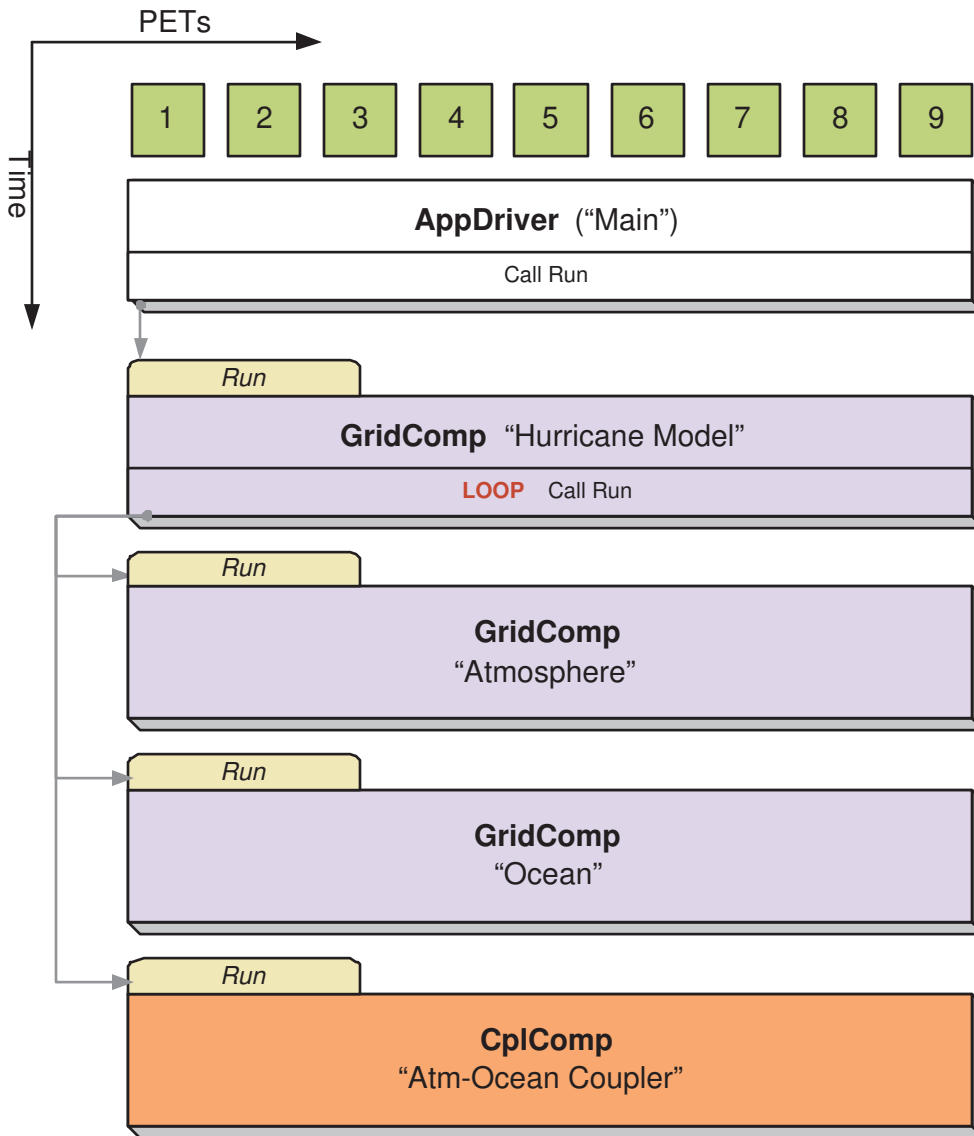 PETs
Time
1 2 3 4 5 6 7 8 9
AppDriver (“Main”)
Call Run
Run
GridComp “Hurricane Model”
LOOP Call Run
Run
GridComp
“Atmosphere”
Run
GridComp
“Ocean”
Run
CplComp
“Atm-Ocean Coupler”